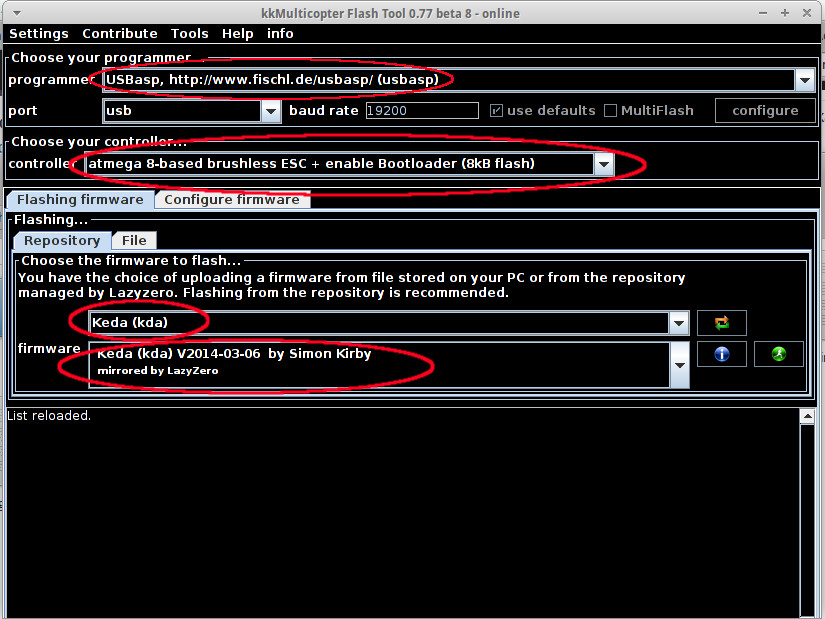 kkMulticopter Flash Tool 0.77 beta 8 - online
Settings Contribute Tools Help info
Choose your programmer...
programmer USBasp, http://www.fischl.de/usbasp/ (usbasp)
port usb baud rate 19200 use defaults MultiFlash configure
Choose your controller...
controller atmega 8-based brushless ESC + enable Bootloader (8kB flash)
Flashing firmware Configure firmware
Flashing...
Repository File
Choose the firmware to flash...
You have the choice of uploading a firmware from file stored on your PC or from the repository
managed by Lazyzero. Flashing from the repository is recommended.
Keda (kda)
firmware
Keda (kda) V2014-03-06 by Simon Kirby
mirrored by LazyZero
List reloaded.